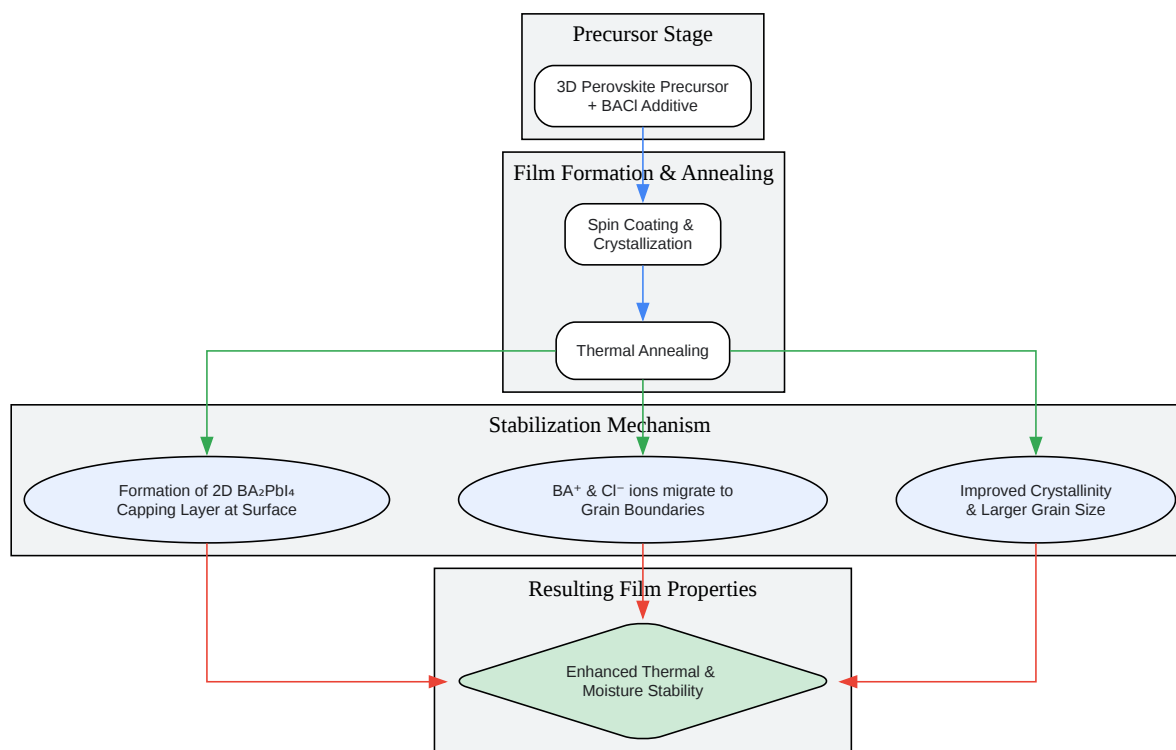 Precursor Stage
3D Perovskite Precursor
+ BACl Additive
Film Formation & Annealing
Spin Coating &
Crystallization
Thermal Annealing
Stabilization Mechanism
Formation of 2D BA₂PbI₄
Capping Layer at Surface
BA⁺ & Cl⁻ ions migrate to
Grain Boundaries
Improved Crystallinity
& Larger Grain Size
Resulting Film Properties
Enhanced Thermal &
Moisture Stability